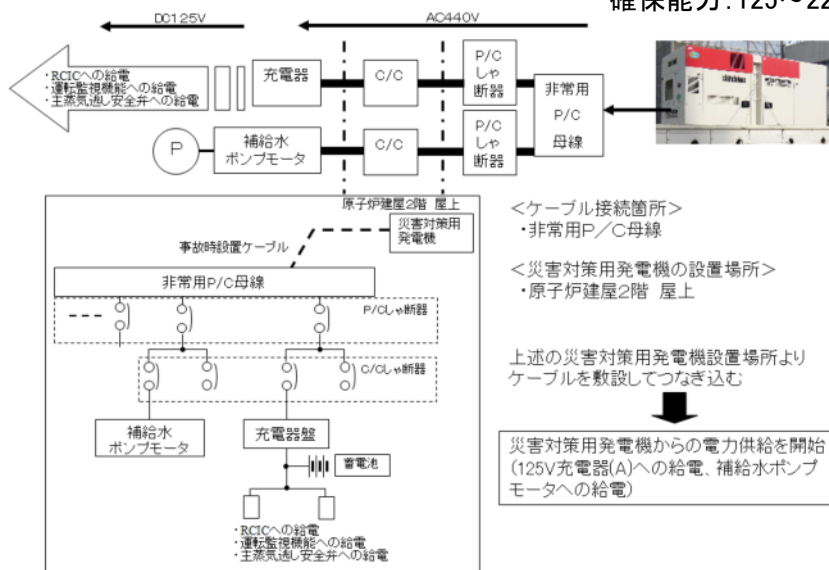 確保能力:125～22
DC125V
AC440V
・RCICへの給電
・運転監視機能への給電
・主蒸気逃し安全弁への給電
充電器
C/C
P/C
しゃ
断器
非常用
P/C
母線
P
補給水
ポンプモータ
C/C
P/C
しゃ
断器
原子炉建屋2階 屋上
災害対策用
発電機
事故時設置ケーブル
非常用P/C母線
P/Cしゃ断器
C/Cしゃ断器
補給水
ポンプモータ
充電器盤
蓄電池
・RCICへの給電
・運転監視機能への給電
・主蒸気逃し安全弁への給電
＜ケーブル接続箇所＞
・非常用P／C母線
＜災害対策用発電機の設置場所＞
・原子炉建屋2階 屋上
上述の災害対策用発電機設置場所より
ケーブルを敷設してつなぎ込む
災害対策用発電機からの電力供給を開始
(125V充電器(A)への給電、補給水ポンプ
モータへの給電)